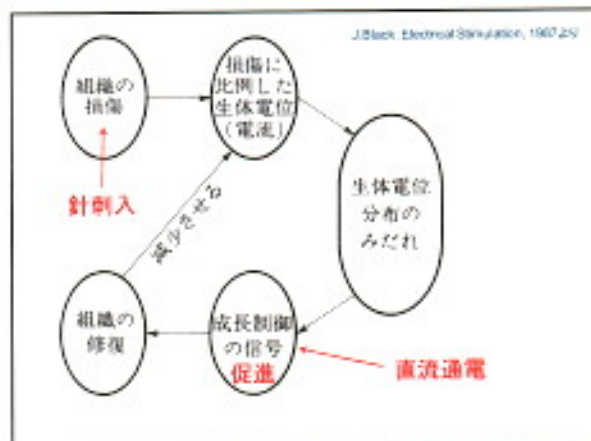 J.Black Electrical Stimulation, 1987より
組織の
損傷
損傷に
比例した
生体電位
(電流)
針刺入
生体電位
分布の
みだれ
減少させる
組織の
修復
成長制御
の信号
促進
直流通電